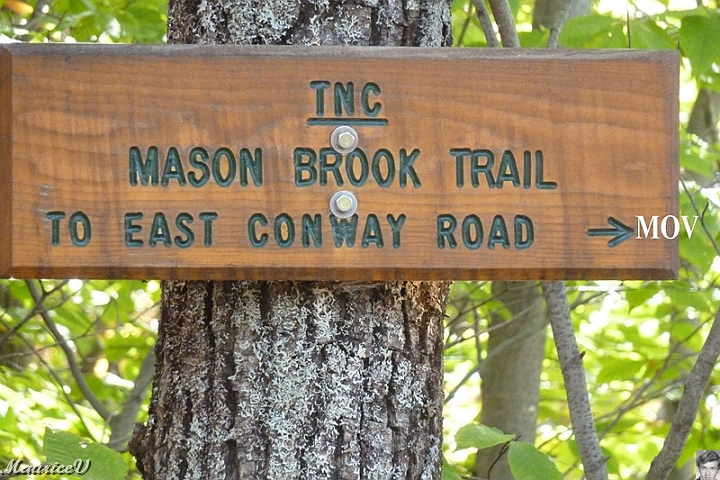 TNC
MASON BROOK TRAIL
TO EAST CONWAY ROAD → MOV
MauriceV